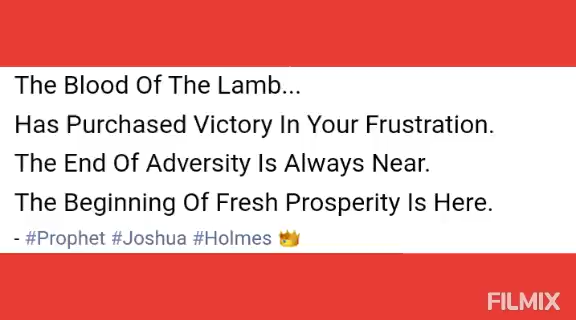 The Blood Of The Lamb...
Has Purchased Victory In Your Frustration.
The End Of Adversity Is Always Near.
The Beginning Of Fresh Prosperity Is Here.
- #Prophet #Joshua #Holmes 👑
FILMIX